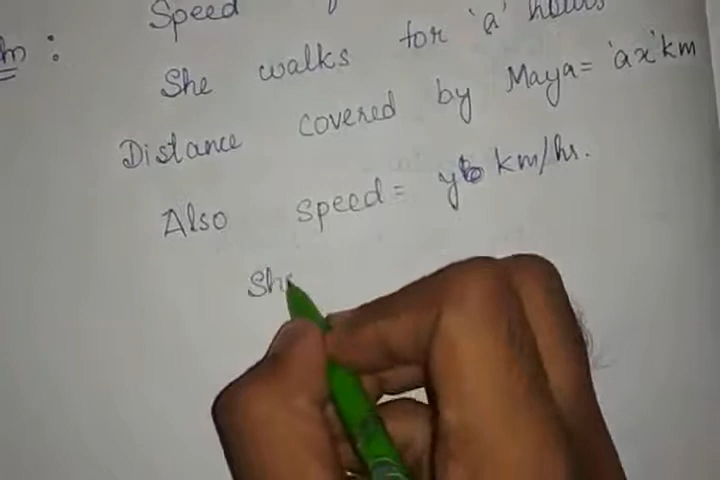 Speed
She walks for 'a' hours
Distance covered by Maya= 'ax'km
Also speed= y km/hr.
Sh